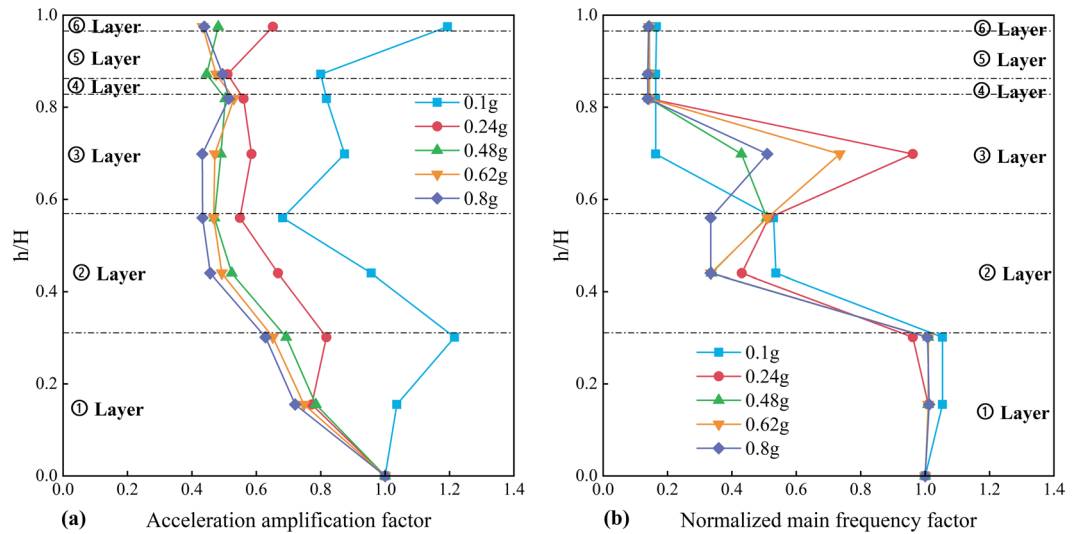 1.0
0.8
0.6
0.4
0.2
0.0
h/H
⑥ Layer
⑤ Layer
④ Layer
③ Layer
② Layer
① Layer
0.1g
0.24g
0.48g
0.62g
0.8g
0.0 0.2 0.4 0.6 0.8 1.0 1.2 1.4
(a) Acceleration amplification factor
1.0
0.8
0.6
0.4
0.2
0.0
h/H
⑥ Layer
⑤ Layer
④ Layer
③ Layer
② Layer
① Layer
0.1g
0.24g
0.48g
0.62g
0.8g
0.0 0.2 0.4 0.6 0.8 1.0 1.2 1.4
(b) Normalized main frequency factor